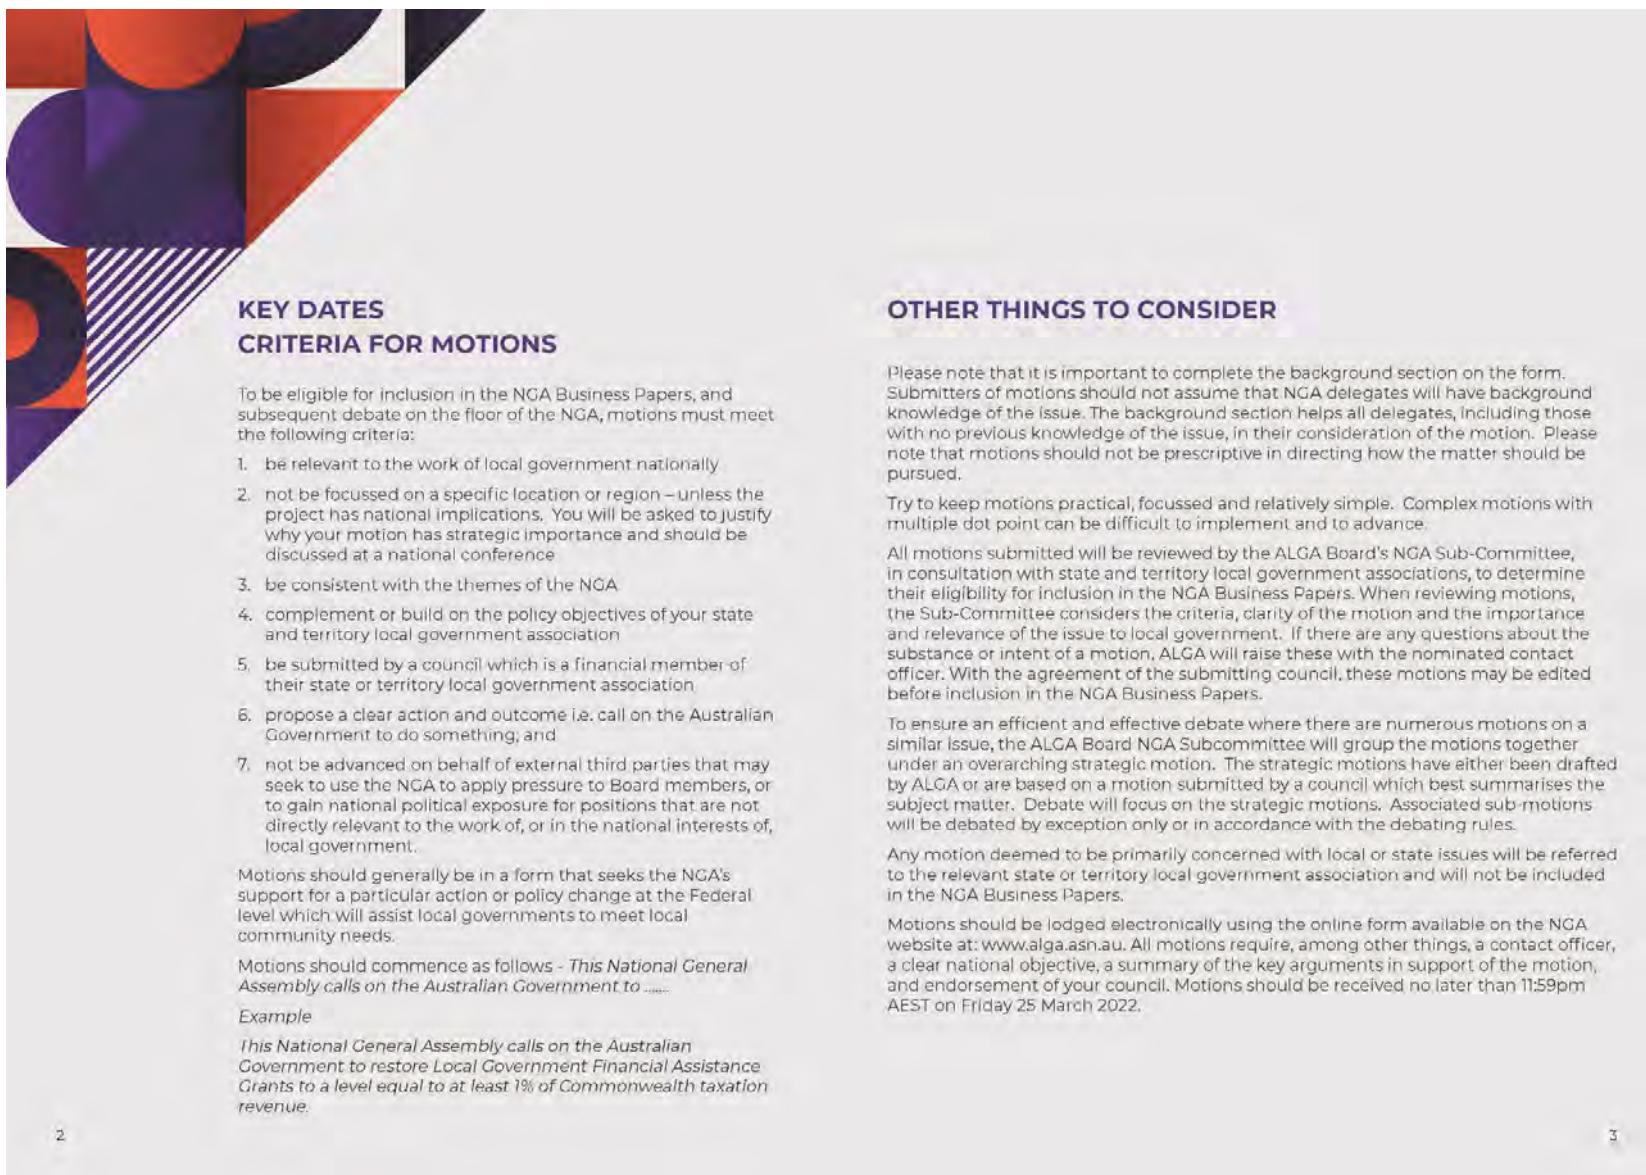 KEY DATES
CRITERIA FOR MOTIONS
To be eligible for inclusion in the NGA Business Papers, and
subsequent debate on the floor of the NGA, motions must meet
the following criteria:
1. be relevant to the work of local government nationally
2. not be focussed on a specific location or region – unless the
project has national implications. You will be asked to justify
why your motion has strategic importance and should be
discussed at a national conference
3. be consistent with the themes of the NGA
4. complement or build on the policy objectives of your state
and territory local government association
5. be submitted by a council which is a financial member of
their state or territory local government association
6. propose a clear action and outcome i.e. call on the Australian
Government to do something; and
7. not be advanced on behalf of external third parties that may
seek to use the NGA to apply pressure to Board members, or
to gain national political exposure for positions that are not
directly relevant to the work of, or in the national interests of,
local government.
Motions should generally be in a form that seeks the NGA's
support for a particular action or policy change at the Federal
level which will assist local governments to meet local
community needs.
Motions should commence as follows - This National General
Assembly calls on the Australian Government to .......
Example
This National General Assembly calls on the Australian
Government to restore Local Government Financial Assistance
Grants to a level equal to at least 1% of Commonwealth taxation
revenue.
2
OTHER THINGS TO CONSIDER
Please note that it is important to complete the background section on the form.
Submitters of motions should not assume that NGA delegates will have background
knowledge of the issue. The background section helps all delegates, including those
with no previous knowledge of the issue, in their consideration of the motion. Please
note that motions should not be prescriptive in directing how the matter should be
pursued.
Try to keep motions practical, focussed and relatively simple. Complex motions with
multiple dot point can be difficult to implement and to advance.
All motions submitted will be reviewed by the ALGA Board's NGA Sub-Committee,
in consultation with state and territory local government associations, to determine
their eligibility for inclusion in the NGA Business Papers. When reviewing motions,
the Sub-Committee considers the criteria, clarity of the motion and the importance
and relevance of the issue to local government. If there are any questions about the
substance or intent of a motion, ALGA will raise these with the nominated contact
officer. With the agreement of the submitting council, these motions may be edited
before inclusion in the NGA Business Papers.
To ensure an efficient and effective debate where there are numerous motions on a
similar issue, the ALGA Board NGA Subcommittee will group the motions together
under an overarching strategic motion. The strategic motions have either been drafted
by ALGA or are based on a motion submitted by a council which best summarises the
subject matter. Debate will focus on the strategic motions. Associated sub-motions
will be debated by exception only or in accordance with the debating rules.
Any motion deemed to be primarily concerned with local or state issues will be referred
to the relevant state or territory local government association and will not be included
in the NGA Business Papers.
Motions should be lodged electronically using the online form available on the NGA
website at: www.alga.asn.au. All motions require, among other things, a contact officer,
a clear national objective, a summary of the key arguments in support of the motion,
and endorsement of your council. Motions should be received no later than 11:59pm
AEST on Friday 25 March 2022.
3